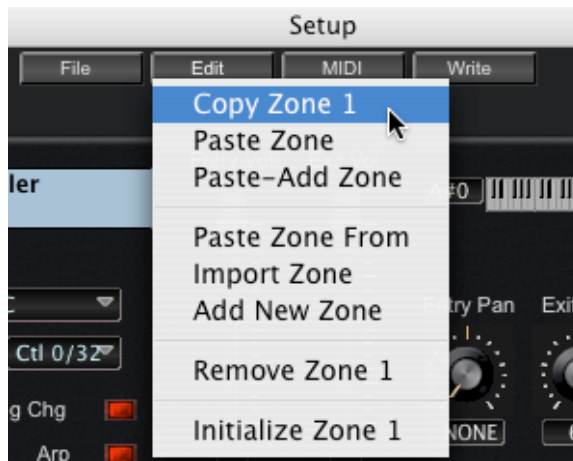 Setup
File Edit MIDI Write
Copy Zone 1
Paste Zone
Paste-Add Zone
ler
A#0
Paste Zone From
Import Zone
Add New Zone
Entry Pan
Ctl 0/32
Remove Zone 1
g Chg
Initialize Zone 1
NONE
Arp